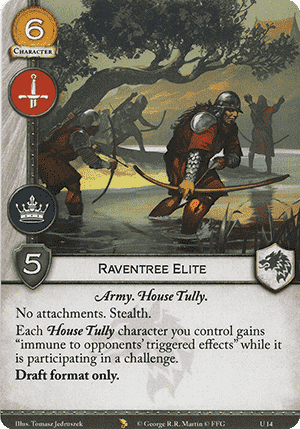 6
Character
5
Raventree Elite
Army. House Tully.
No attachments. Stealth.
Each House Tully character you control gains
“immune to opponents’ triggered effects” while it
is participating in a challenge.
Draft format only.
Illus. Tomasz Jedruszek
© George R.R. Martin © FFG
U 14